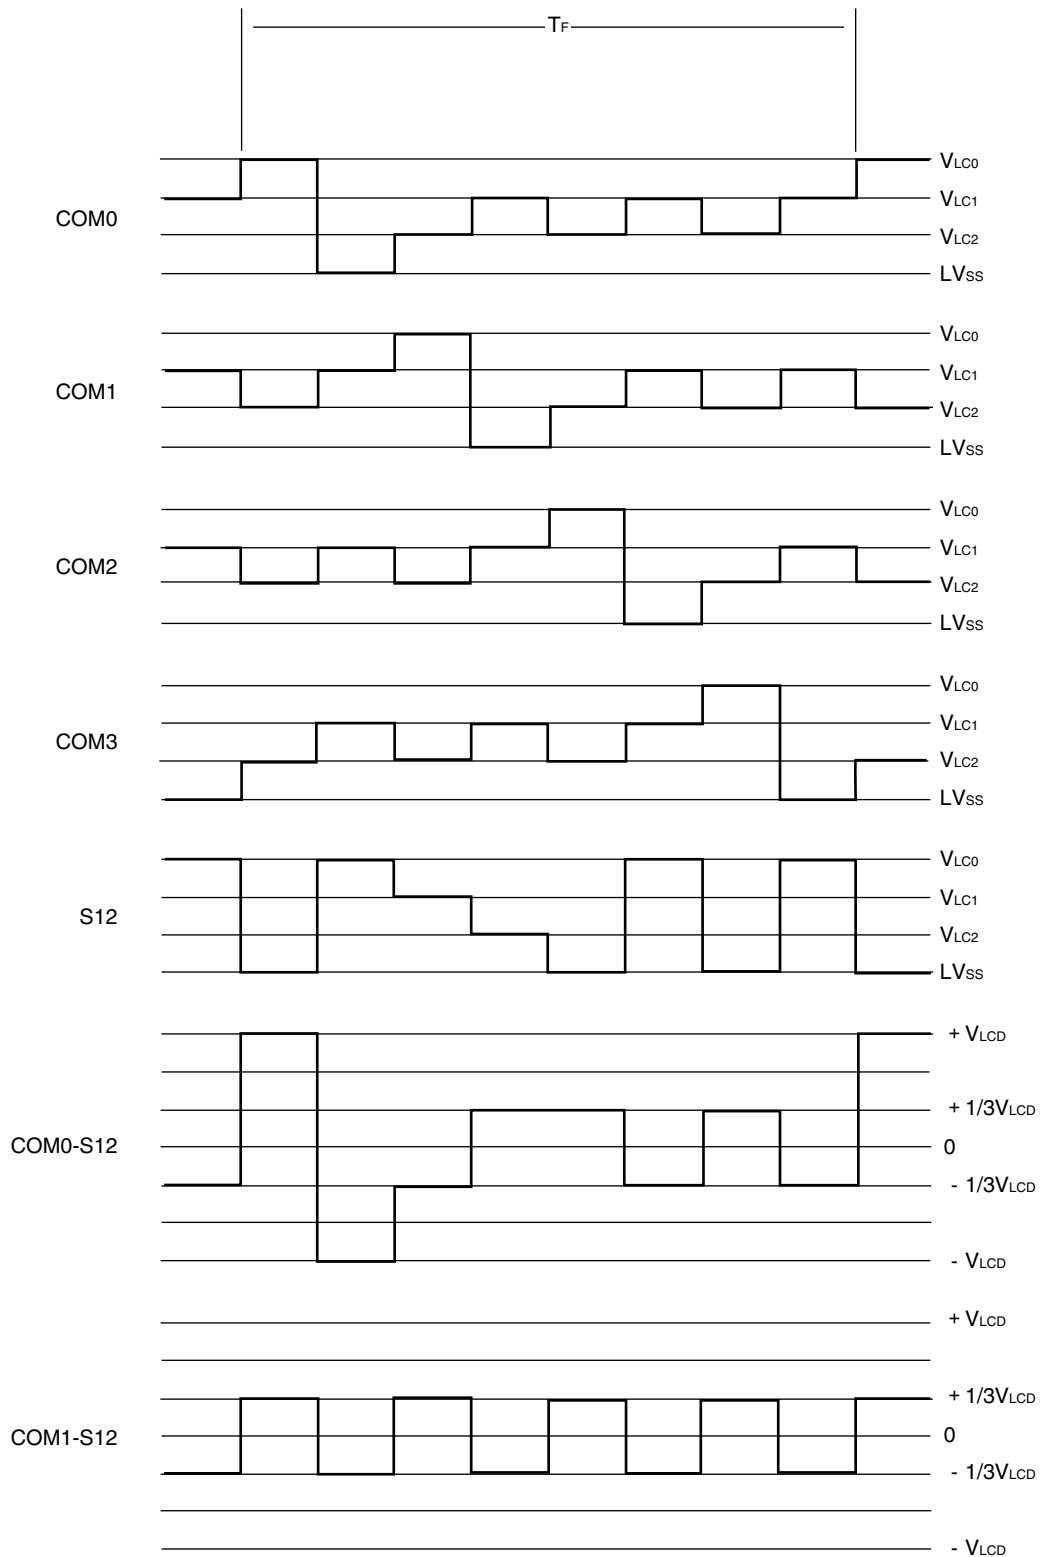 TF
COM0
VLC0
VLC1
VLC2
LVSS
COM1
VLC0
VLC1
VLC2
LVSS
COM2
VLC0
VLC1
VLC2
LVSS
COM3
VLC0
VLC1
VLC2
LVSS
S12
VLC0
VLC1
VLC2
LVSS
COM0-S12
+ VLCD
+ 1/3VLCD
0
- 1/3VLCD
- VLCD
COM1-S12
+ VLCD
+ 1/3VLCD
0
- 1/3VLCD
- VLCD